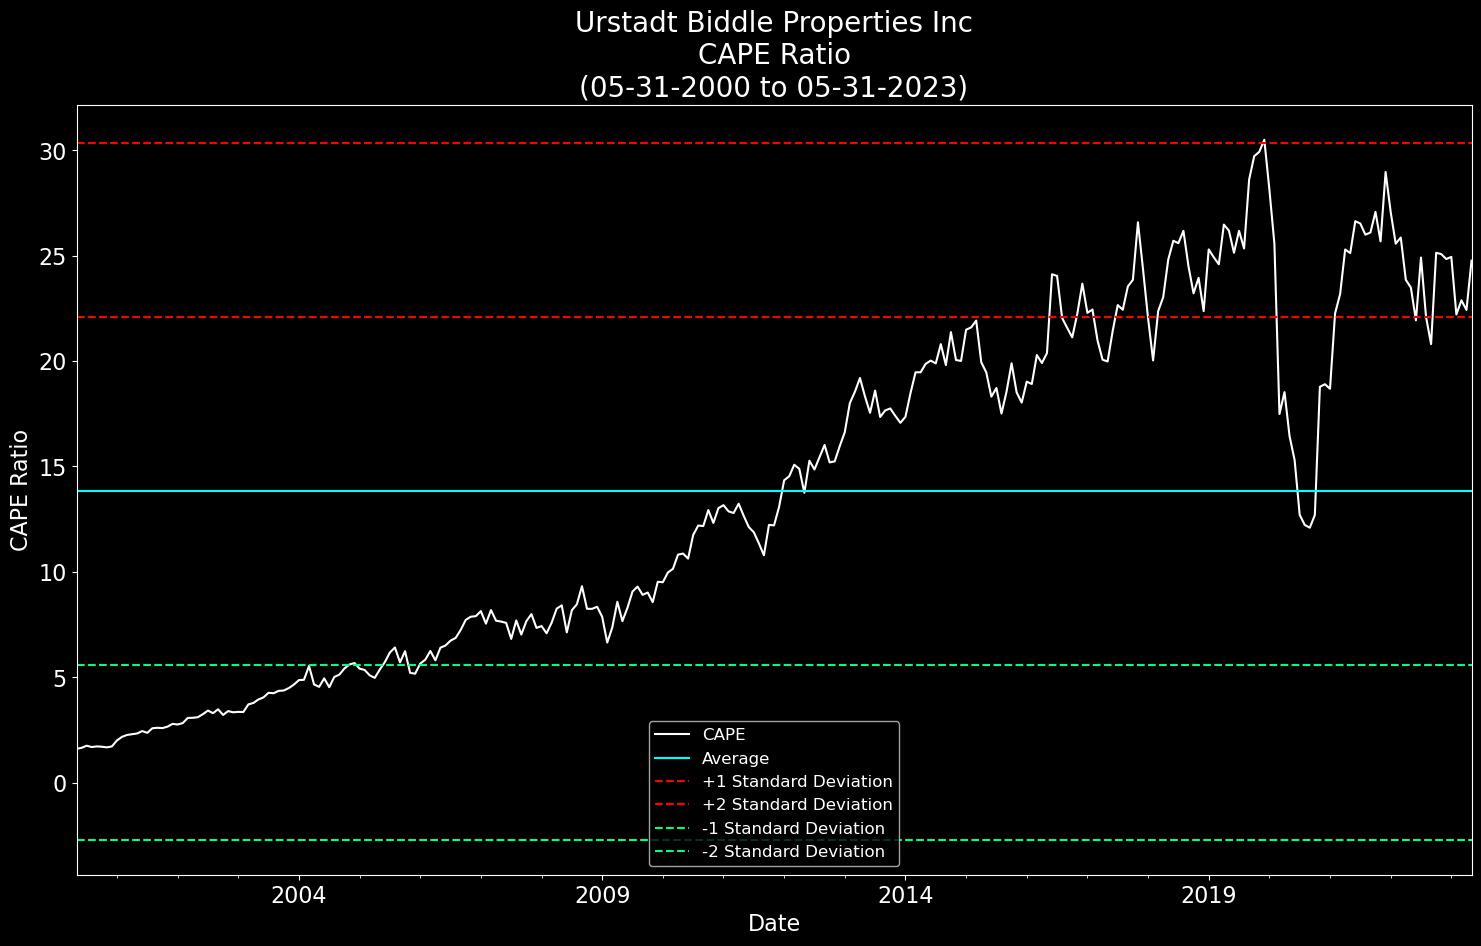 Urstadt Biddle Properties Inc
CAPE Ratio
(05-31-2000 to 05-31-2023)
30
25
20
15
10
5
0
CAPE Ratio
CAPE
Average
+1 Standard Deviation
+2 Standard Deviation
-1 Standard Deviation
-2 Standard Deviation
2004
2009
2014
2019
Date